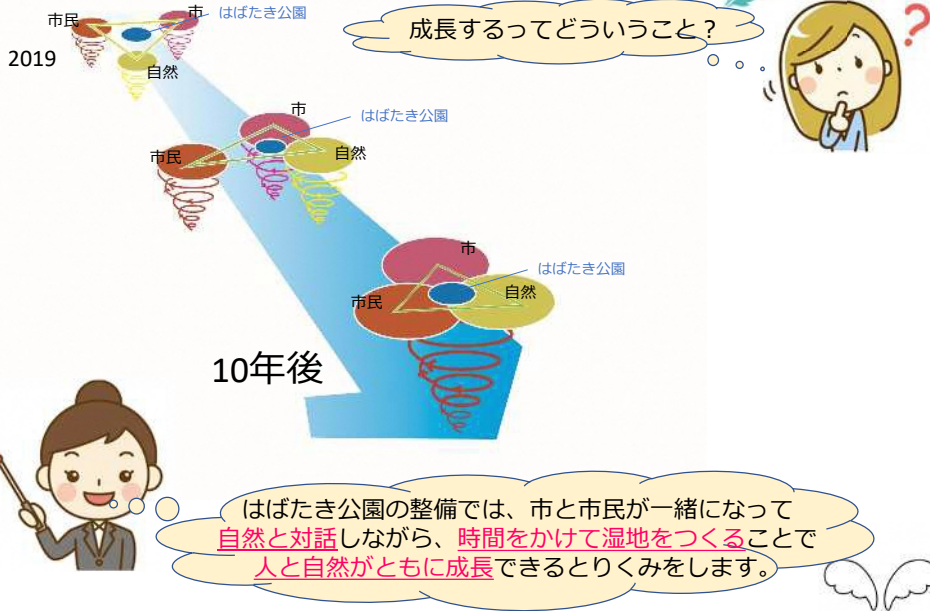 市民
市
はばたき公園
2019
自然
成長するってどういうこと？
?
市
はばたき公園
市民
自然
市
はばたき公園
市民
自然
10年後
はばたき公園の整備では、市と市民が一緒になって
自然と対話しながら、時間をかけて湿地をつくることで
人と自然がともに成長できるとりくみをします。